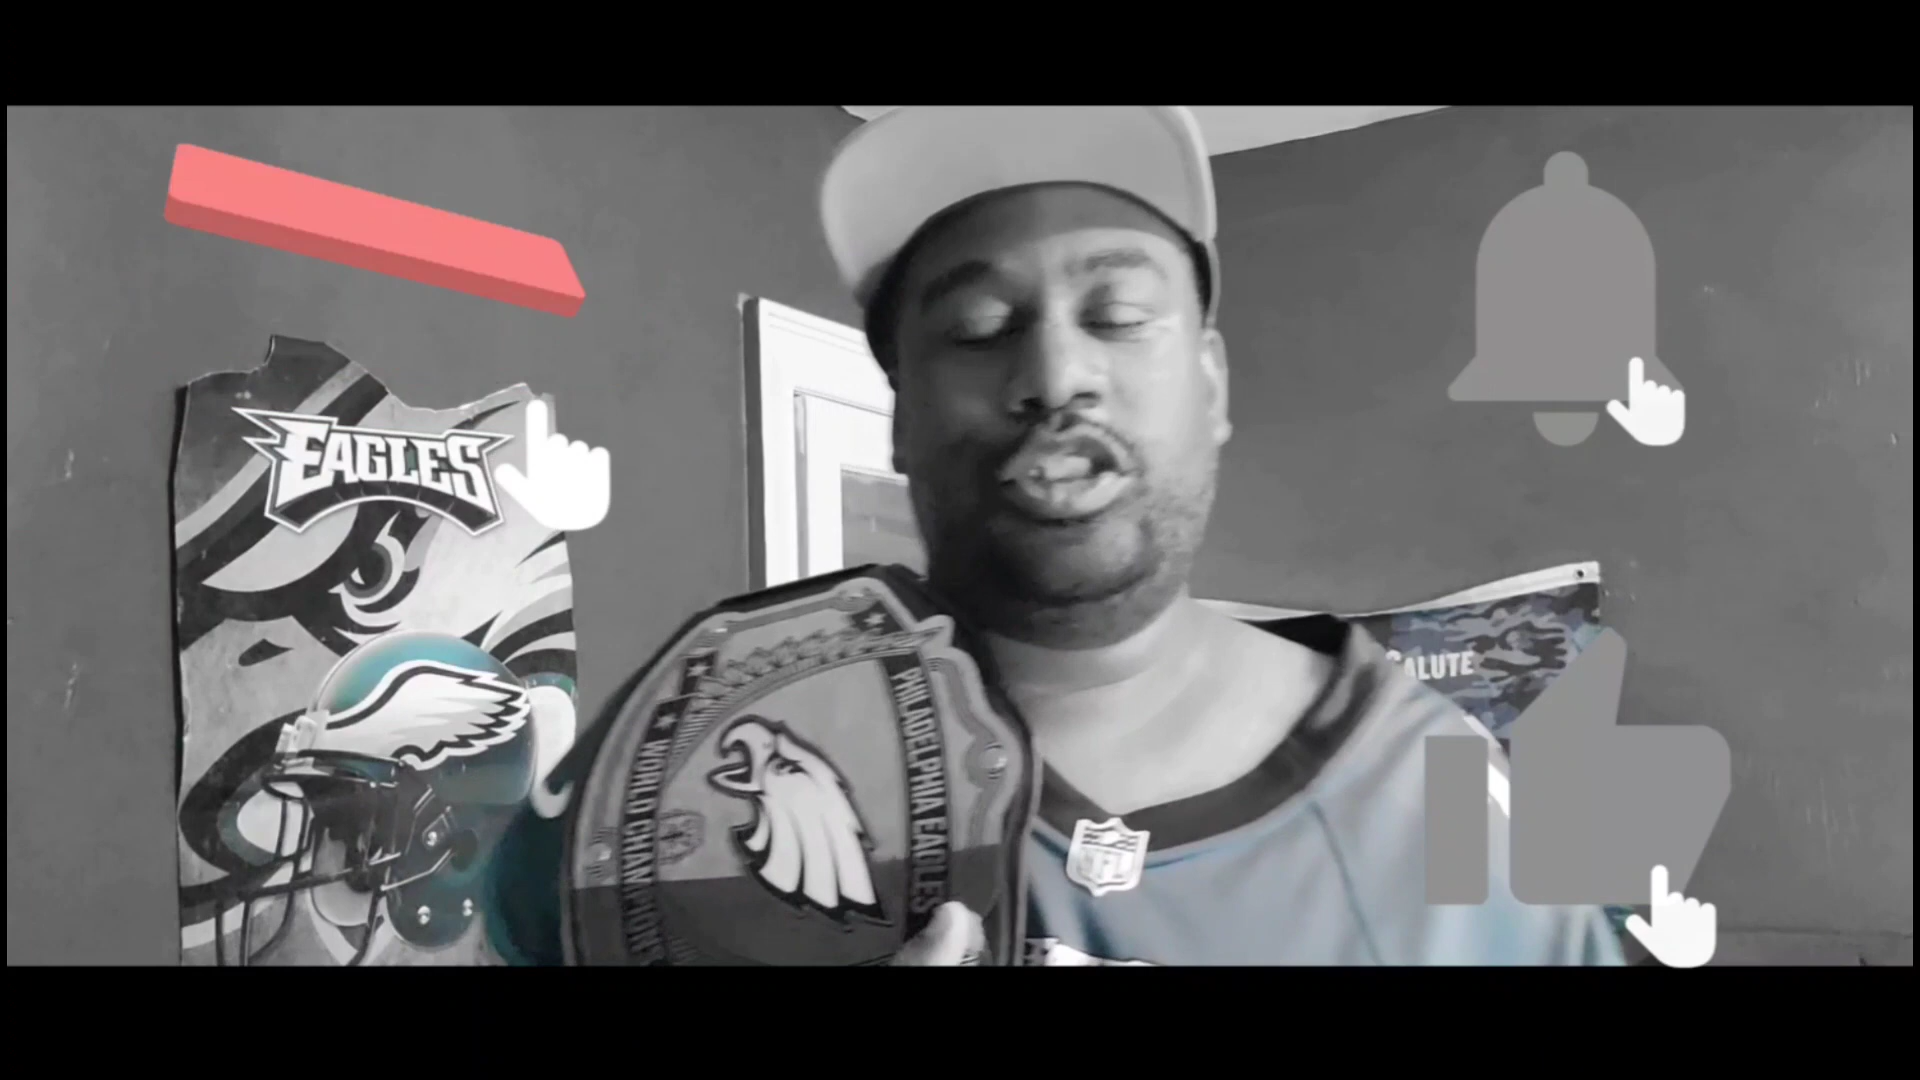 EAGLES
SALUTE
WORLD CHAMPIONS
PHILADELPHIA EAGLES
NFL